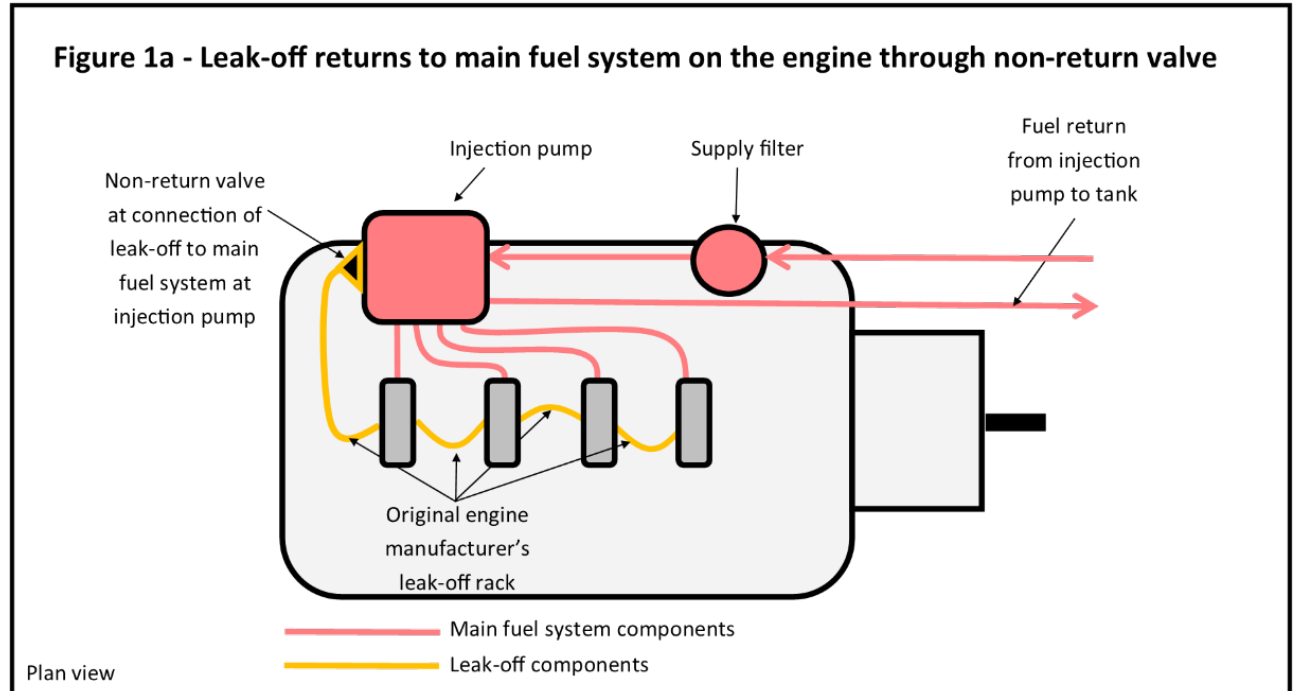 Figure 1a - Leak-off returns to main fuel system on the engine through non-return valve
Fuel return
from injection
pump to tank
Injection pump
Supply filter
Non-return valve
at connection of
leak-off to main
fuel system at
injection pump
Original engine
manufacturer’s
leak-off rack
Main fuel system components
Leak-off components
Plan view